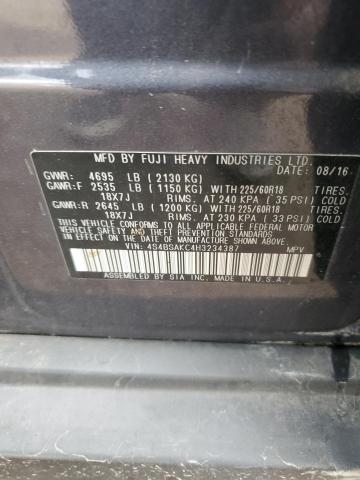 MFD BY FUJI HEAVY INDUSTRIES LTD.
DATE: 08/16
GVWR: 4695 LB (2130 KG)
GAWR:F 2535 LB (1150 KG) WITH 225/60R18 TIRES.
18X7J RIMS. AT 240 KPA (35 PSI) COLD
GAWR:R 2645 LB (1200 KG) WITH 225/60R18 TIRES.
18X7J RIMS. AT 230 KPA (33 PSI) COLD
THIS VEHICLE CONFORMS TO ALL APPLICABLE FEDERAL MOTOR
VEHICLE SAFETY, BUMPER, AND THEFT PREVENTION STANDARDS
IN EFFECT ON THE DATE OF MANUFACTURE SHOWN ABOVE.
VIN: 4S4BSAKC4H3234387 MPV
ASSEMBLED BY SIA, INC. IN U.S.A.